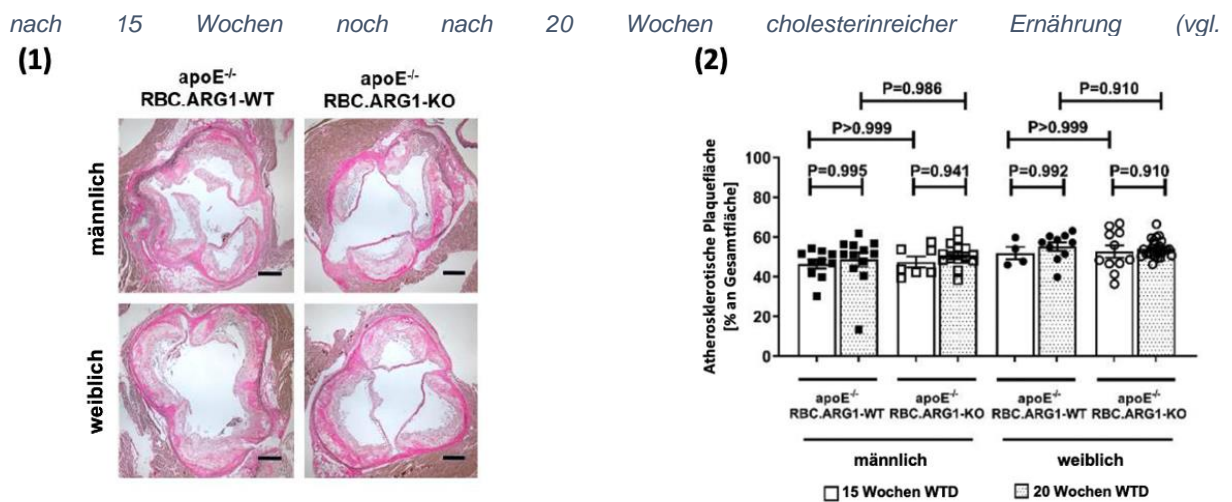 nach 15 Wochen noch nach 20 Wochen cholesterinreicher Ernährung (vgl.
(1)
apoE-/- apoE-/-
RBC.ARG1-WT RBC.ARG1-KO
männlich
weiblich
(2)
P=0.986 P=0.910
P>0.999 P>0.999
P=0.995 P=0.941 P=0.992 P=0.910
Atherosklerotische Plaquefläche
[% an Gesamtfläche]
100
80
60
40
20
0
apoE-/- apoE-/- apoE-/- apoE-/-
RBC.ARG1-WT RBC.ARG1-KO RBC.ARG1-WT RBC.ARG1-KO
männlich weiblich
15 Wochen WTD 20 Wochen WTD